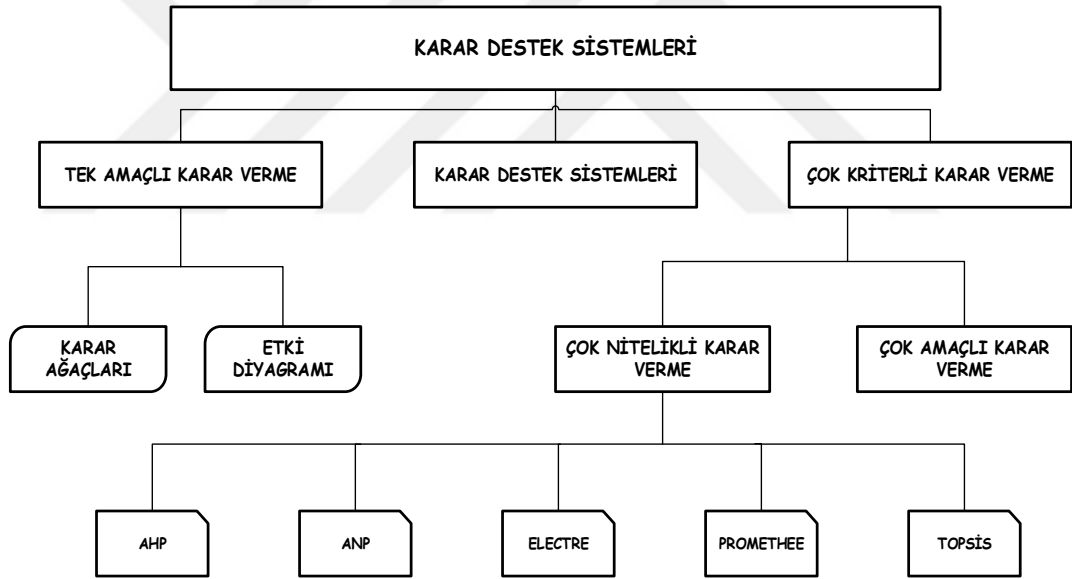 KARAR DESTEK SİSTEMLERİ
TEK AMAÇLI KARAR VERME
KARAR DESTEK SİSTEMLERİ
ÇOK KRİTERLİ KARAR VERME
KARAR
AĞAÇLARI
ETKİ
DİYAGRAMI
ÇOK NİTELİKLİ KARAR
VERME
ÇOK AMAÇLI KARAR
VERME
AHP
ANP
ELECTRE
PROMETHEE
TOPSİS